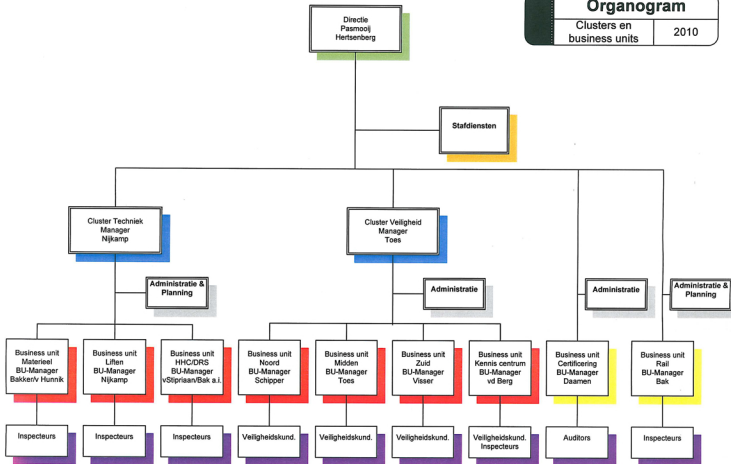 Organogram
Clusters en
business units
2010
Directie
Pasmooij
Hertsenberg
Stafdiensten
Cluster Techniek
Manager
Nijkamp
Cluster Veiligheid
Manager
Toes
Administratie &
Planning
Administratie
Administratie
Administratie &
Planning
Business unit
Materieel
BU-Manager
Bakker/v Hunnik
Business unit
Liften
BU-Manager
Nijkamp
Business unit
HHC/DRS
BU-Manager
vStipriaan/Bak a.i.
Business unit
Noord
BU-Manager
Schipper
Business unit
Midden
BU-Manager
Toes
Business unit
Zuid
BU-Manager
Visser
Business unit
Kennis centrum
BU-Manager
vd Berg
Business unit
Certificering
BU-Manager
Daamen
Business unit
Rail
BU-Manager
Bak
Inspecteurs
Inspecteurs
Inspecteurs
Veiligheidskund.
Veiligheidskund.
Veiligheidskund.
Veiligheidskund.
Inspecteurs
Auditors
Inspecteurs